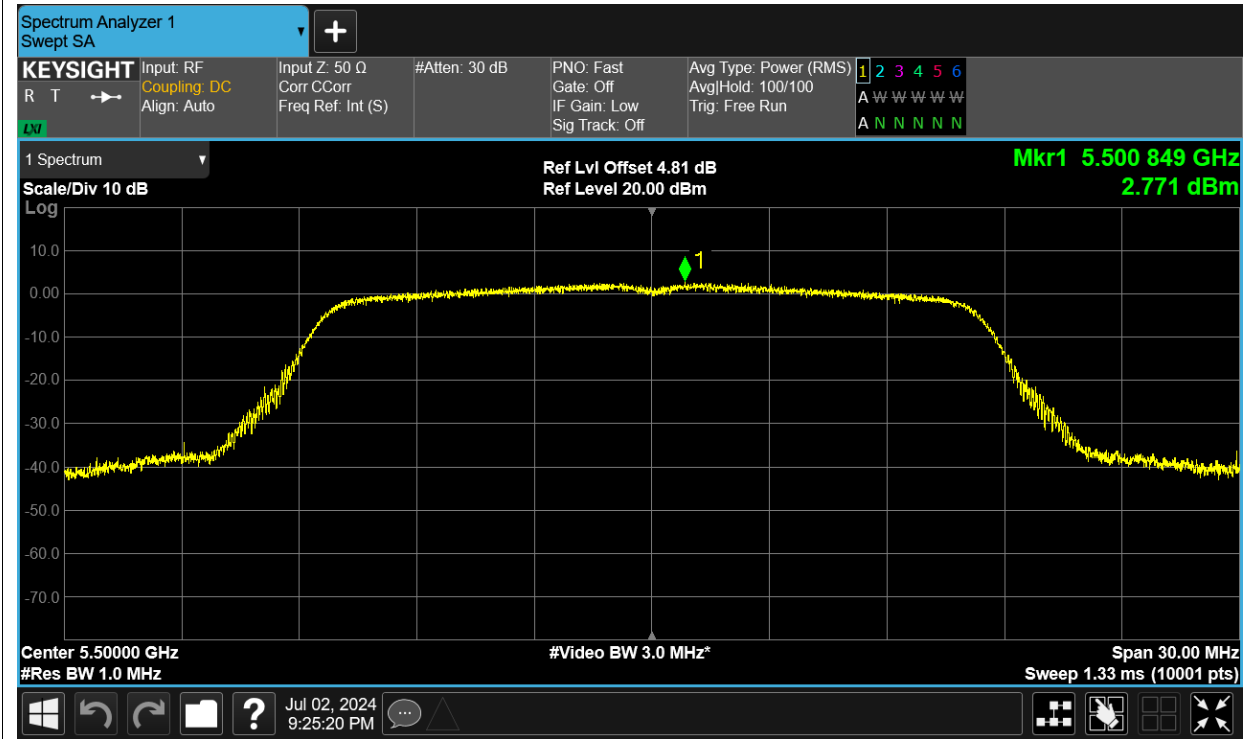 Spectrum Analyzer 1
Swept SA
KEYSIGHT
R T
LXI
Input: RF
Coupling: DC
Align: Auto
Input Z: 50 Ω
Corr CCorr
Freq Ref: Int (S)
#Atten: 30 dB
PNO: Fast
Gate: Off
IF Gain: Low
Sig Track: Off
Avg Type: Power (RMS)
Avg|Hold: 100/100
Trig: Free Run
1 2 3 4 5 6
A W W W W W
A N N N N N
1 Spectrum
Scale/Div 10 dB
Log
Ref Lvl Offset 4.81 dB
Ref Level 20.00 dBm
Mkr1 5.500 849 GHz
2.771 dBm
10.0
0.00
-10.0
-20.0
-30.0
-40.0
-50.0
-60.0
-70.0
1
Center 5.50000 GHz
#Res BW 1.0 MHz
#Video BW 3.0 MHz*
Span 30.00 MHz
Sweep 1.33 ms (10001 pts)
?
Jul 02, 2024
9:25:20 PM